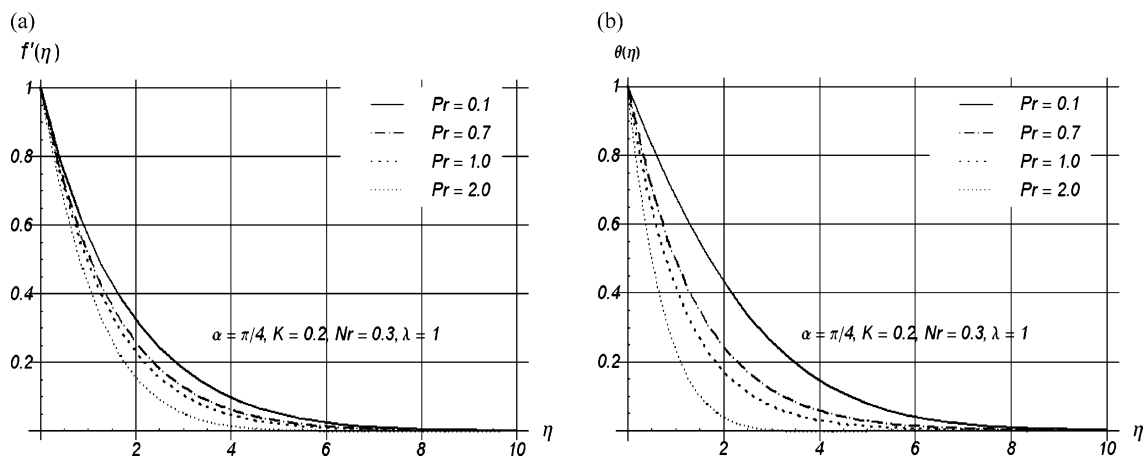 (a)
f'(η)
1
0.8
0.6
0.4
0.2
2
4
6
8
10
η
Pr = 0.1
Pr = 0.7
Pr = 1.0
Pr = 2.0
α = π/4, K = 0.2, Nr = 0.3, λ = 1
(b)
θ(η)
1
0.8
0.6
0.4
0.2
2
4
6
8
10
η
Pr = 0.1
Pr = 0.7
Pr = 1.0
Pr = 2.0
α = π/4, K = 0.2, Nr = 0.3, λ = 1